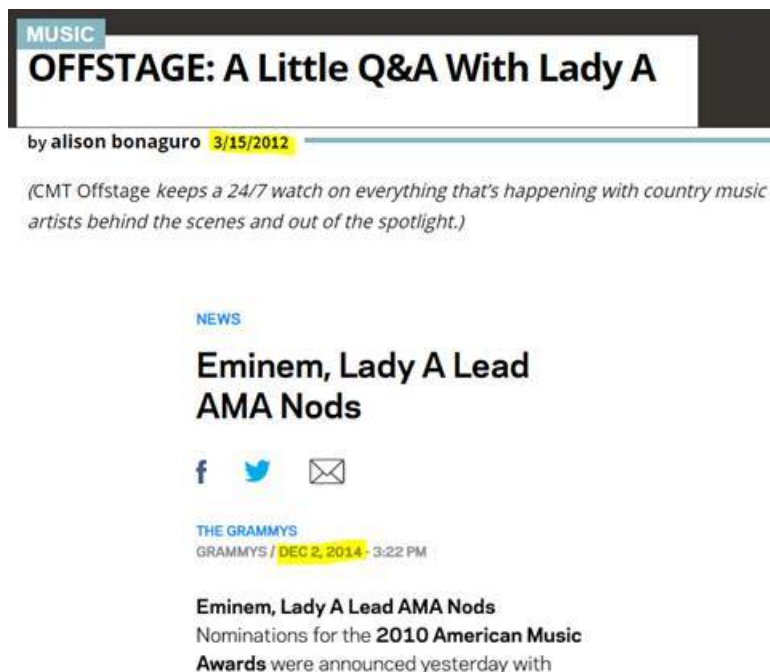 MUSIC
OFFSTAGE: A Little Q&A With Lady A
by alison bonaguro 3/15/2012
(CMT Offstage keeps a 24/7 watch on everything that's happening with country music
artists behind the scenes and out of the spotlight.)
NEWS
Eminem, Lady A Lead
AMA Nods
THE GRAMMYS
GRAMMYS / DEC 2, 2014 - 3:22 PM
Eminem, Lady A Lead AMA Nods
Nominations for the 2010 American Music
Awards were announced yesterday with